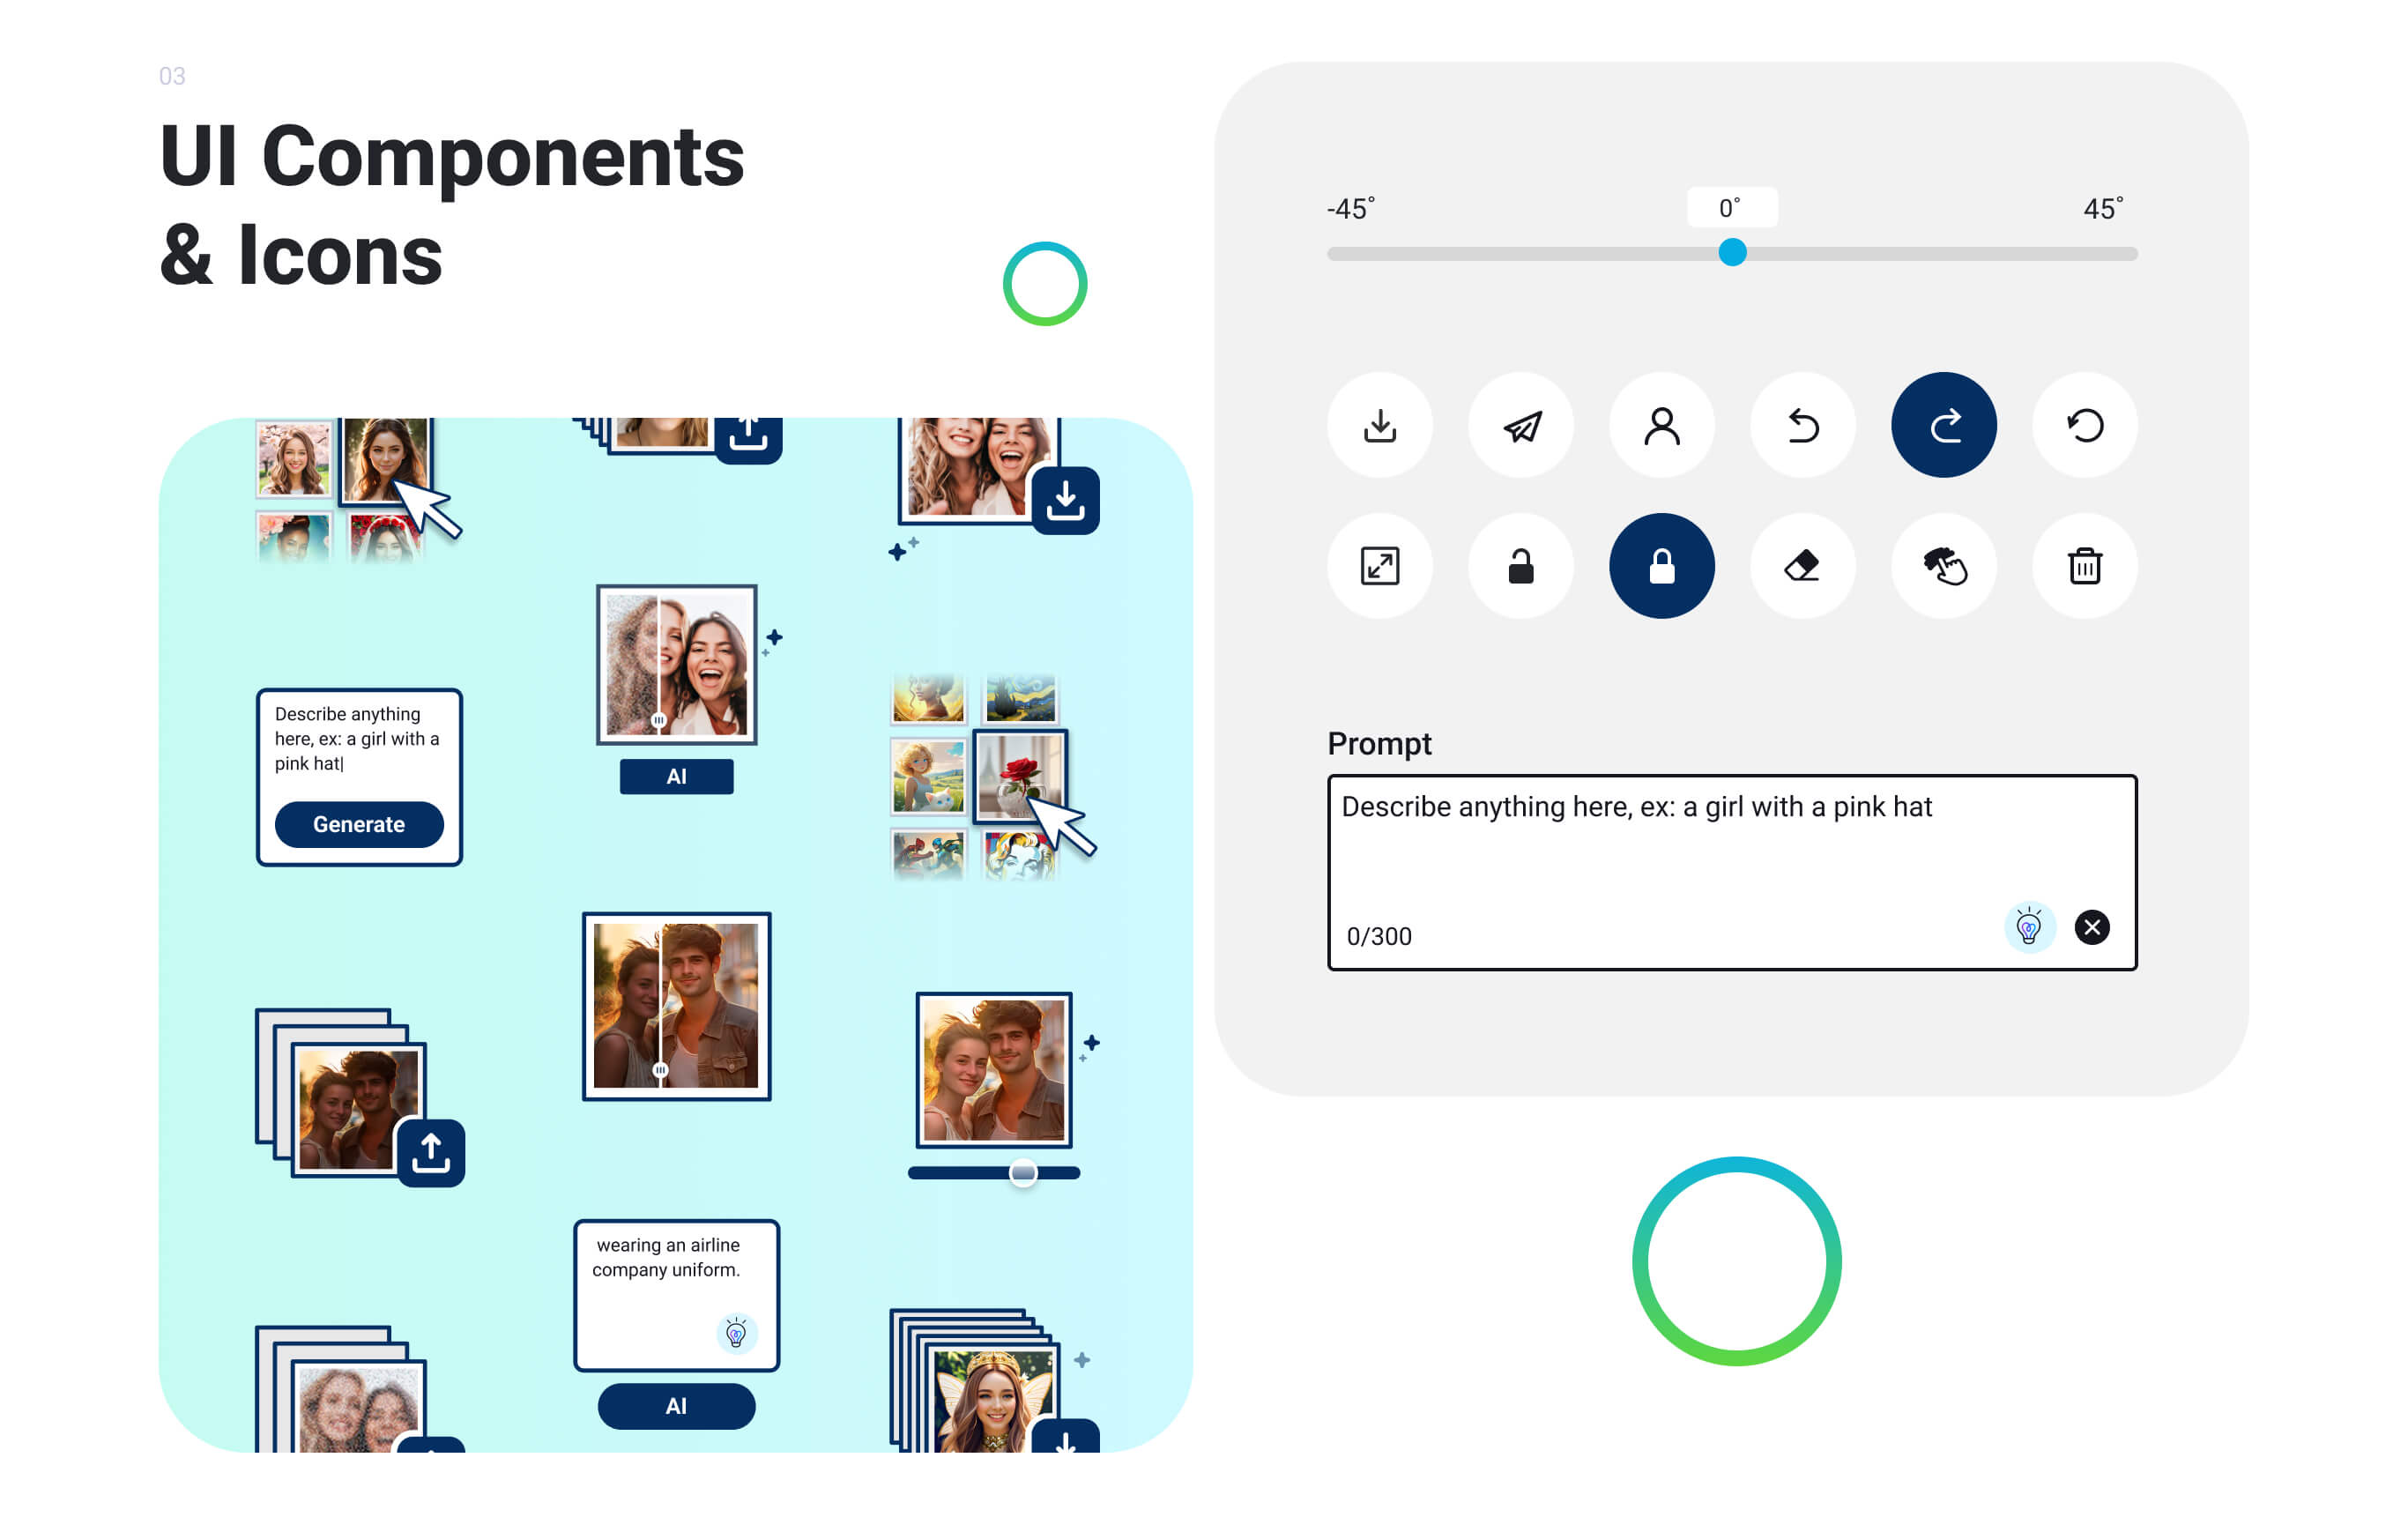 03
UI Components
& Icons
Describe anything
here, ex: a girl with a
pink hat|
Generate
AI
wearing an airline
company uniform.
AI
-45°
0°
45°
Prompt
Describe anything here, ex: a girl with a pink hat
0/300